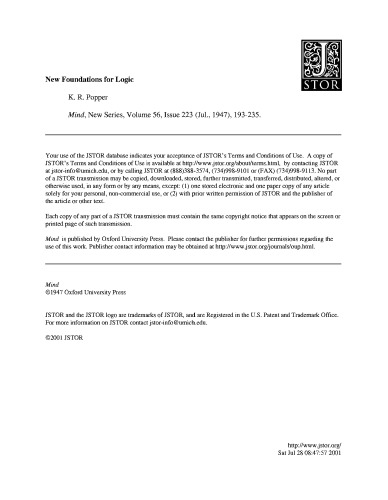 J
STOR
New Foundations for Logic
K. R. Popper
Mind, New Series, Volume 56, Issue 223 (Jul., 1947), 193-235.
Your use of the JSTOR database indicates your acceptance of JSTOR's Terms and Conditions of Use. A copy of
JSTOR's Terms and Conditions of Use is available at http://www.jstor.org/about/terms.html, by contacting JSTOR
at jstor-info@umich.edu, or by calling JSTOR at (888)388-3574, (734)998-9101 or (FAX) (734)998-9113. No part
of a JSTOR transmission may be copied, downloaded, stored, further transmitted, transferred, distributed, altered, or
otherwise used, in any form or by any means, except: (1) one stored electronic and one paper copy of any article
solely for your personal, non-commercial use, or (2) with prior written permission of JSTOR and the publisher of
the article or other text.
Each copy of any part of a JSTOR transmission must contain the same copyright notice that appears on the screen or
printed page of such transmission.
Mind is published by Oxford University Press. Please contact the publisher for further permissions regarding the
use of this work. Publisher contact information may be obtained at http://www.jstor.org/journals/oup.html.
Mind
©1947 Oxford University Press
JSTOR and the JSTOR logo are trademarks of JSTOR, and are Registered in the U.S. Patent and Trademark Office.
For more information on JSTOR contact jstor-info@umich.edu.
©2001 JSTOR
http://www.jstor.org/
Sat Jul 28 08:47:57 2001